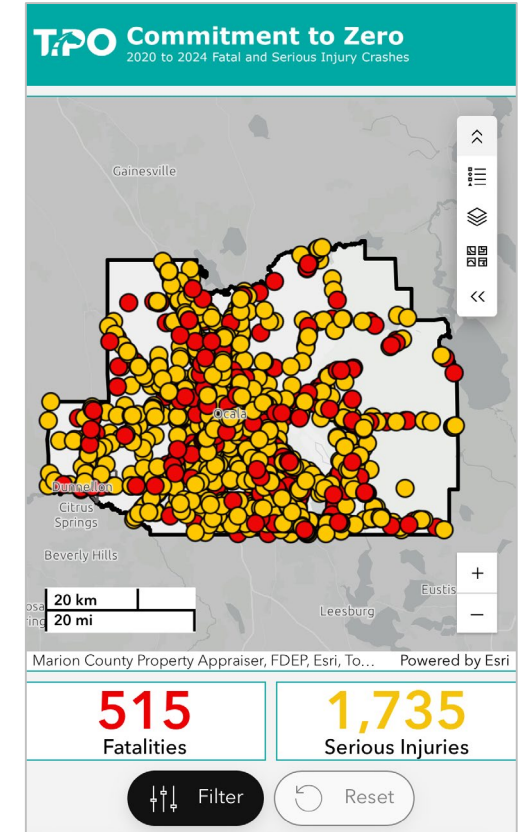 TPO Commitment to Zero
2020 to 2024 Fatal and Serious Injury Crashes
Gainesville
Ocala
Dunnellon
Citrus
Springs
Beverly Hills
Eustis
Leesburg
20 km
20 mi
Marion County Property Appraiser, FDEP, Esri, To... Powered by Esri
515
Fatalities
1,735
Serious Injuries
Filter
Reset